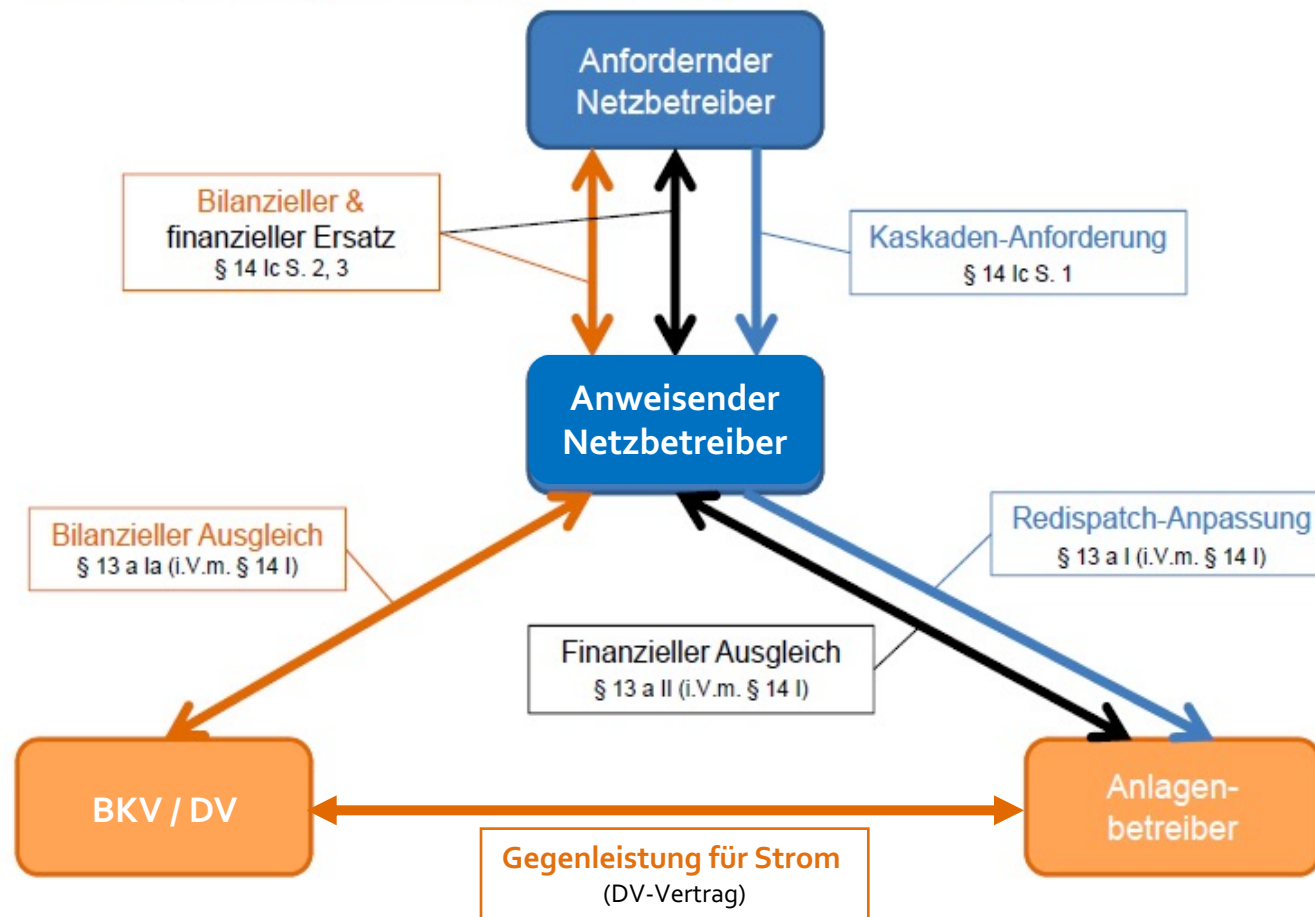 Anfordernder
Netzbetreiber
Bilanzieller &
finanzieller Ersatz
§ 14 Ic S. 2, 3
Kaskaden-Anforderung
§ 14 Ic S. 1
Anweisender
Netzbetreiber
Bilanzieller Ausgleich
§ 13 a Ia (i.V.m. § 14 I)
Redispatch-Anpassung
§ 13 a I (i.V.m. § 14 I)
Finanzieller Ausgleich
§ 13 a II (i.V.m. § 14 I)
BKV / DV
Anlagen-
betreiber
Gegenleistung für Strom
(DV-Vertrag)